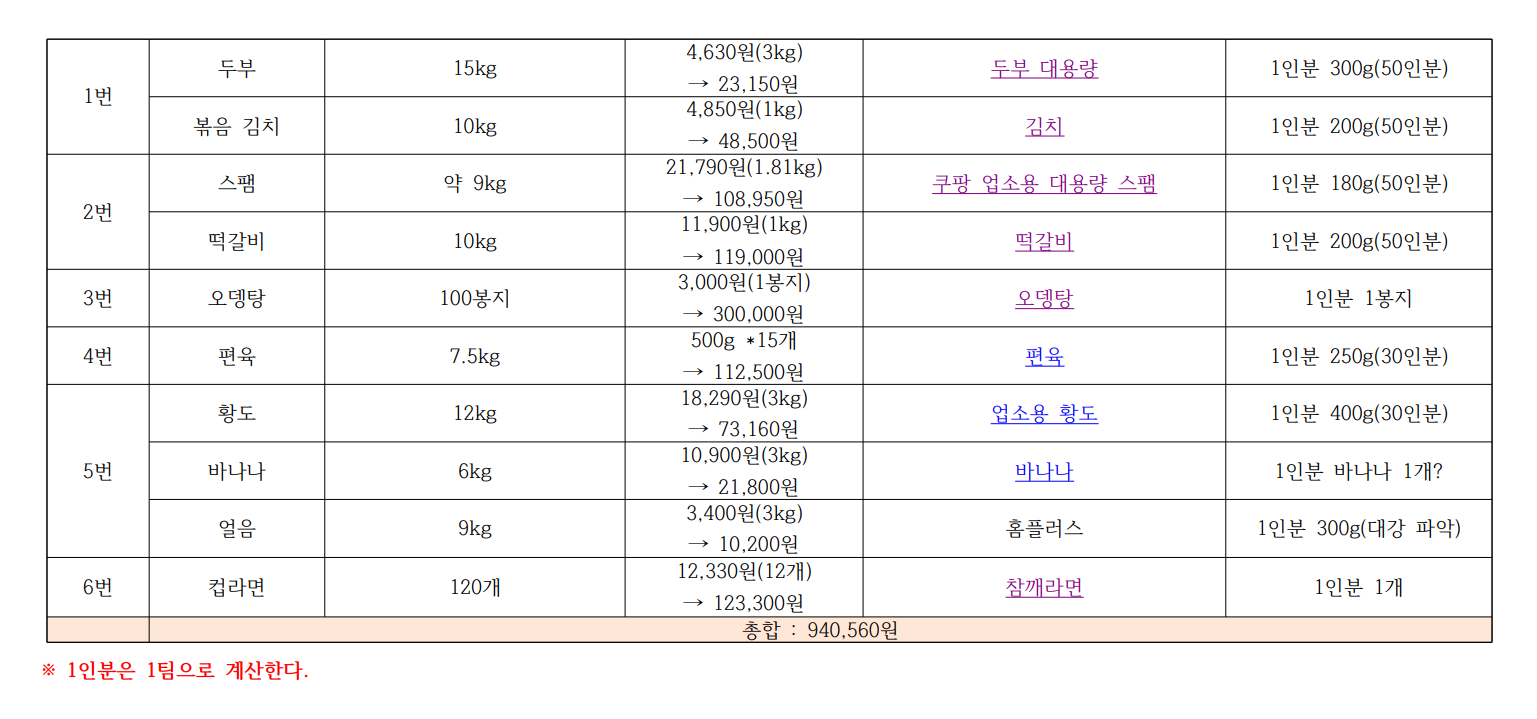 1번 두부 15kg 4,630원(3kg) → 23,150원 두부 대용량 1인분 300g(50인분)
볶음 김치 10kg 4,850원(1kg) → 48,500원 김치 1인분 200g(50인분)
2번 스팸 약 9kg 21,790원(1.81kg) → 108,950원 쿠팡 업소용 대용량 스팸 1인분 180g(50인분)
떡갈비 10kg 11,900원(1kg) → 119,000원 떡갈비 1인분 200g(50인분)
3번 오뎅탕 100봉지 3,000원(1봉지) → 300,000원 오뎅탕 1인분 1봉지
4번 편육 7.5kg 500g *15개 → 112,500원 편육 1인분 250g(30인분)
5번 황도 12kg 18,290원(3kg) → 73,160원 업소용 황도 1인분 400g(30인분)
바나나 6kg 10,900원(3kg) → 21,800원 바나나 1인분 바나나 1개?
얼음 9kg 3,400원(3kg) → 10,200원 홈플러스 1인분 300g(대강 파악)
6번 컵라면 120개 12,330원(12개) → 123,300원 참깨라면 1인분 1개
총합 : 940,560원
※ 1인분은 1팀으로 계산한다.